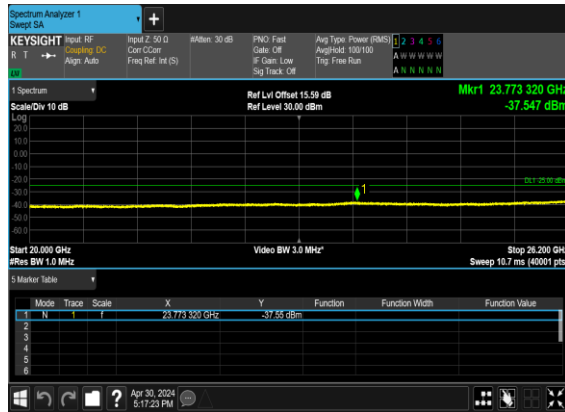 Spectrum Analyzer 1
Swept SA
+
KEYSIGHT Input: RF
R T Coupling: DC
Align: Auto
LW
Input Z: 50 Ω
Corr CCorr
Freq Ref: Int (S)
#Atten: 30 dB
PNO: Fast
Gate: Off
IF Gain: Low
Sig Track: Off
Avg Type: Power (RMS)
Avg|Hold: 100/100
Trig: Free Run
1 2 3 4 5 6
A W W W W W
A N N N N N
1 Spectrum
Scale/Div 10 dB
Ref Lvl Offset 15.59 dB
Ref Level 30.00 dBm
Mkr1 23.773 320 GHz
-37.547 dBm
Log
20.0
10.0
0.00
-10.0
-20.0
DL1 -25.00 dBm
-30.0
1
-40.0
-50.0
-60.0
Start 20.000 GHz
#Res BW 1.0 MHz
Video BW 3.0 MHz*
Stop 26.200 GHz
Sweep 10.7 ms (40001 pts)
5 Marker Table
Mode Trace Scale X Y Function Function Width Function Value
1 N 1 f 23.773 320 GHz -37.55 dBm
2
3
4
5
6
?
Apr 30, 2024
5:17:23 PM